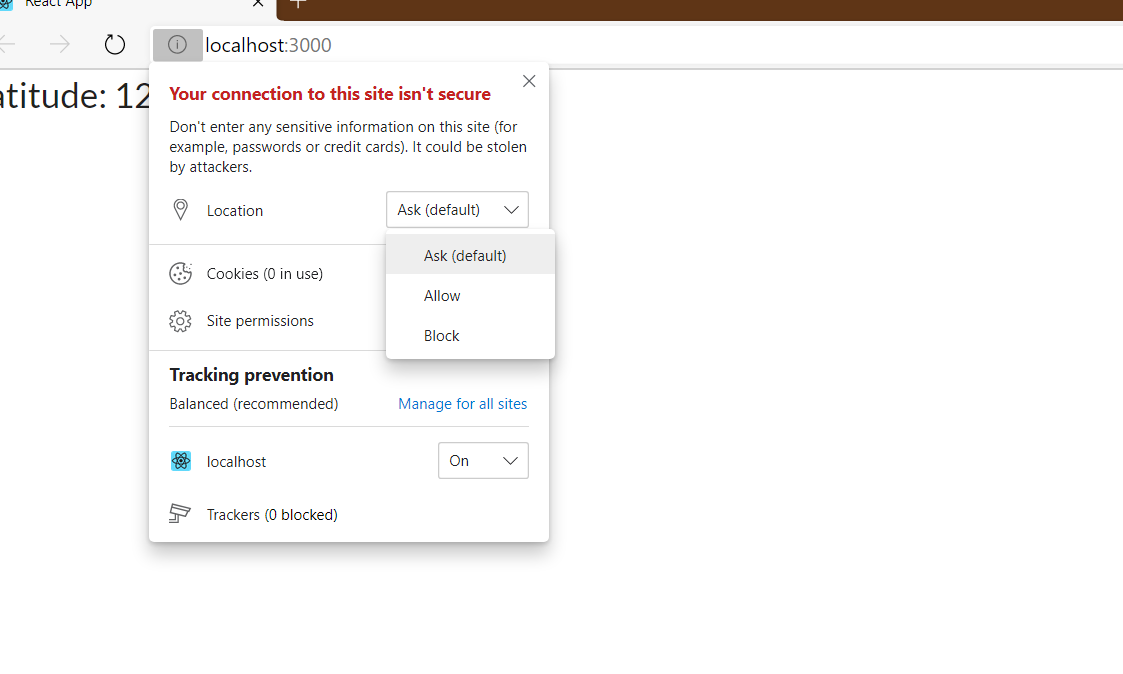 React App
localhost:3000
atitude: 12
Your connection to this site isn't secure
Don't enter any sensitive information on this site (for
example, passwords or credit cards). It could be stolen
by attackers.
Location
Ask (default)
Ask (default)
Allow
Block
Cookies (0 in use)
Site permissions
Tracking prevention
Balanced (recommended)
Manage for all sites
localhost
On
Trackers (0 blocked)